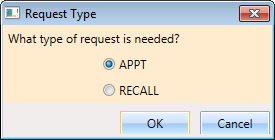 Request Type
What type of request is needed?
APPT
RECALL
OK Cancel